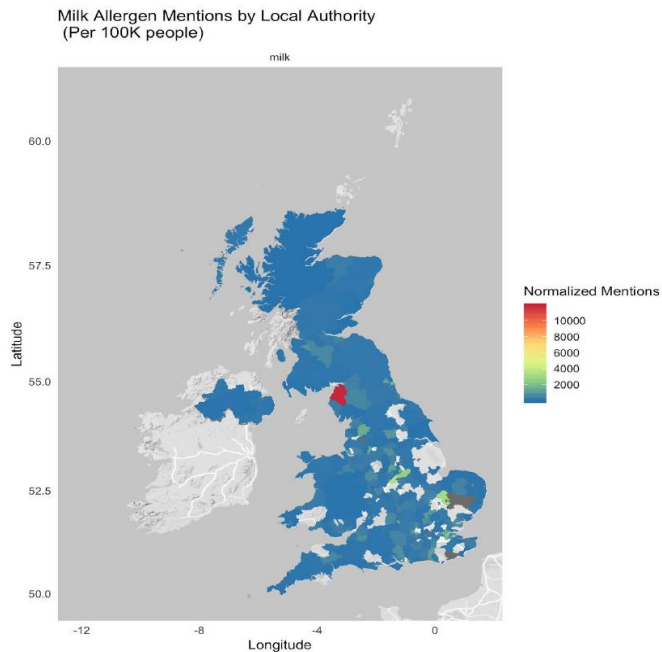 Milk Allergen Mentions by Local Authority
(Per 100K people)
milk
60.0
57.5
55.0
52.5
50.0
Latitude
-12
-8
-4
0
Longitude
Normalized Mentions
10000
8000
6000
4000
2000